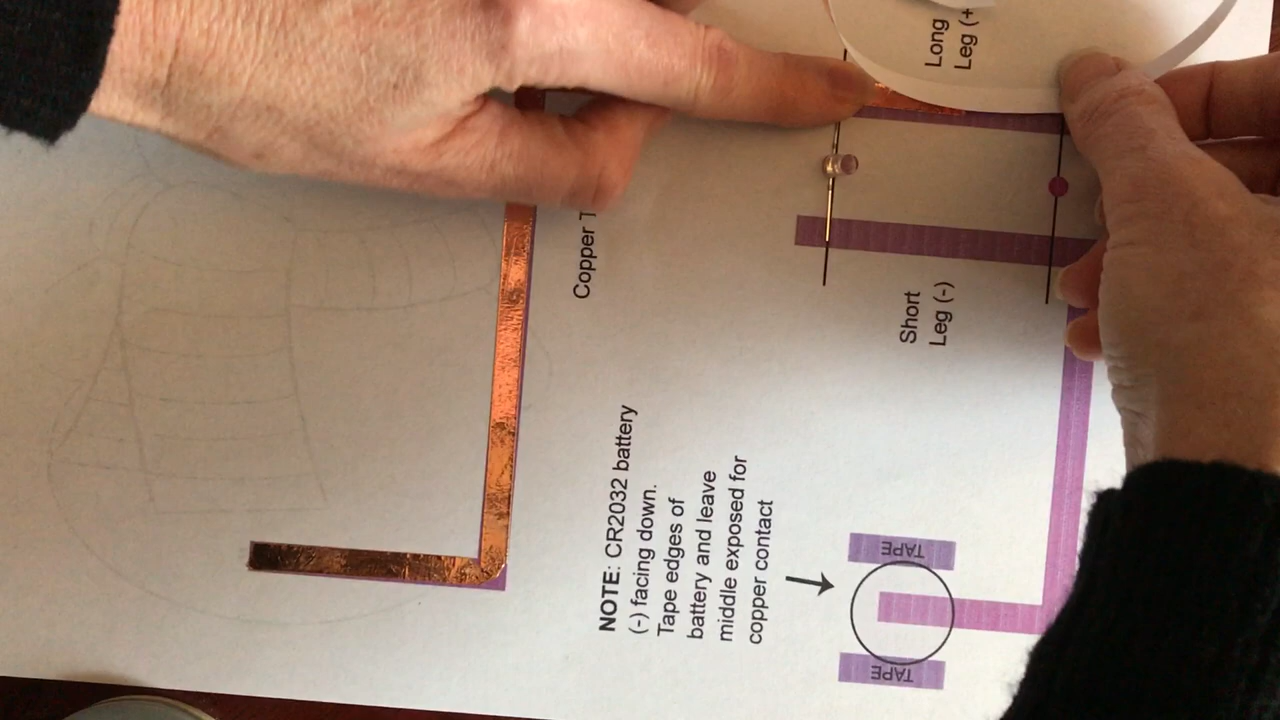 Long
Leg (+
Copper T
Short
Leg (-)
NOTE: CR2032 battery
(-) facing down.
Tape edges of
battery and leave
middle exposed for
copper contact
TAPE
TAPE